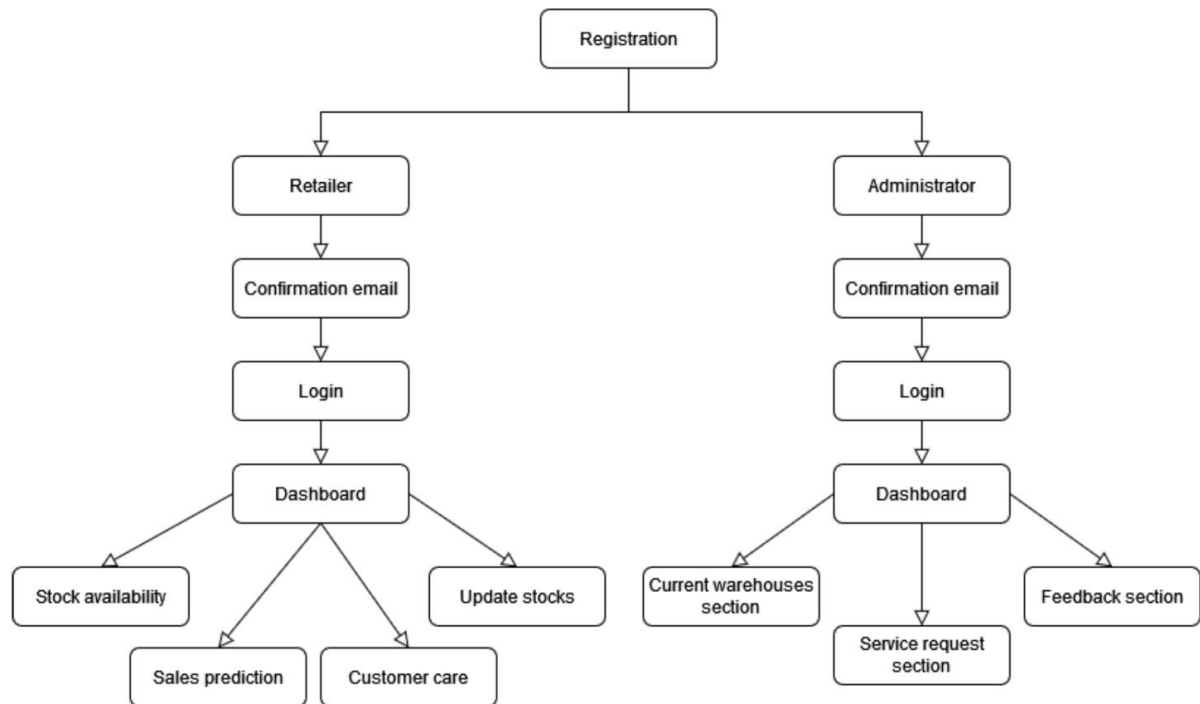 Registration
Retailer
Administrator
Confirmation email
Confirmation email
Login
Login
Dashboard
Dashboard
Stock availability
Update stocks
Current warehouses
section
Feedback section
Sales prediction
Customer care
Service request
section